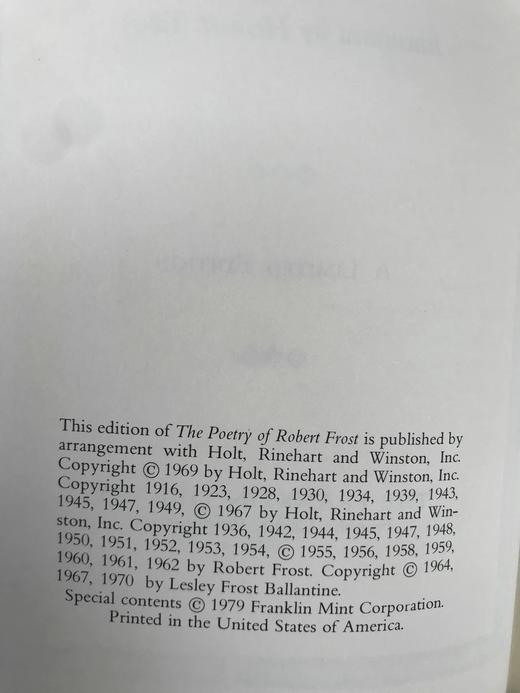 A LIMITED EDITION
This edition of The Poetry of Robert Frost is published by
arrangement with Holt, Rinehart and Winston, Inc.
Copyright © 1969 by Holt, Rinehart and Winston, Inc.
Copyright 1916, 1923, 1928, 1930, 1934, 1939, 1943,
1945, 1947, 1949, © 1967 by Holt, Rinehart and Win-
ston, Inc. Copyright 1936, 1942, 1944, 1945, 1947, 1948,
1950, 1951, 1952, 1953, 1954, © 1955, 1956, 1958, 1959,
1960, 1961, 1962 by Robert Frost. Copyright © 1964,
1967, 1970 by Lesley Frost Ballantine.
Special contents © 1979 Franklin Mint Corporation.
Printed in the United States of America.